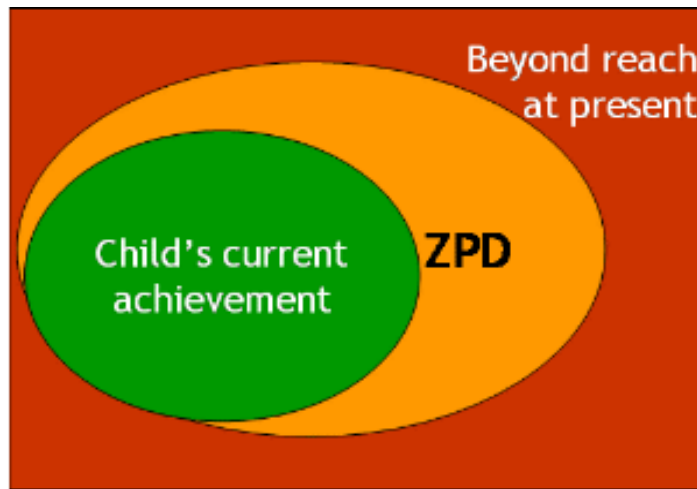 Beyond reach
at present
Child's current
achievement
ZPD